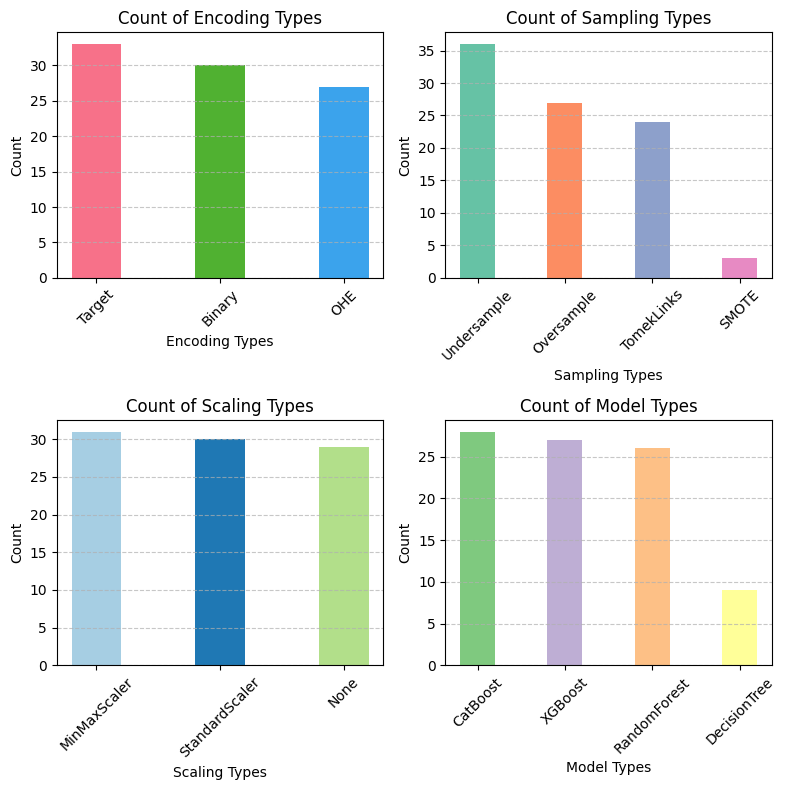 Count of Encoding Types
Count
30
25
20
15
10
5
0
Target
Binary
OHE
Encoding Types
Count of Sampling Types
Count
35
30
25
20
15
10
5
0
Undersample
Oversample
TomekLinks
SMOTE
Sampling Types
Count of Scaling Types
Count
30
25
20
15
10
5
0
MinMaxScaler
StandardScaler
None
Scaling Types
Count of Model Types
Count
25
20
15
10
5
0
CatBoost
XGBoost
RandomForest
DecisionTree
Model Types